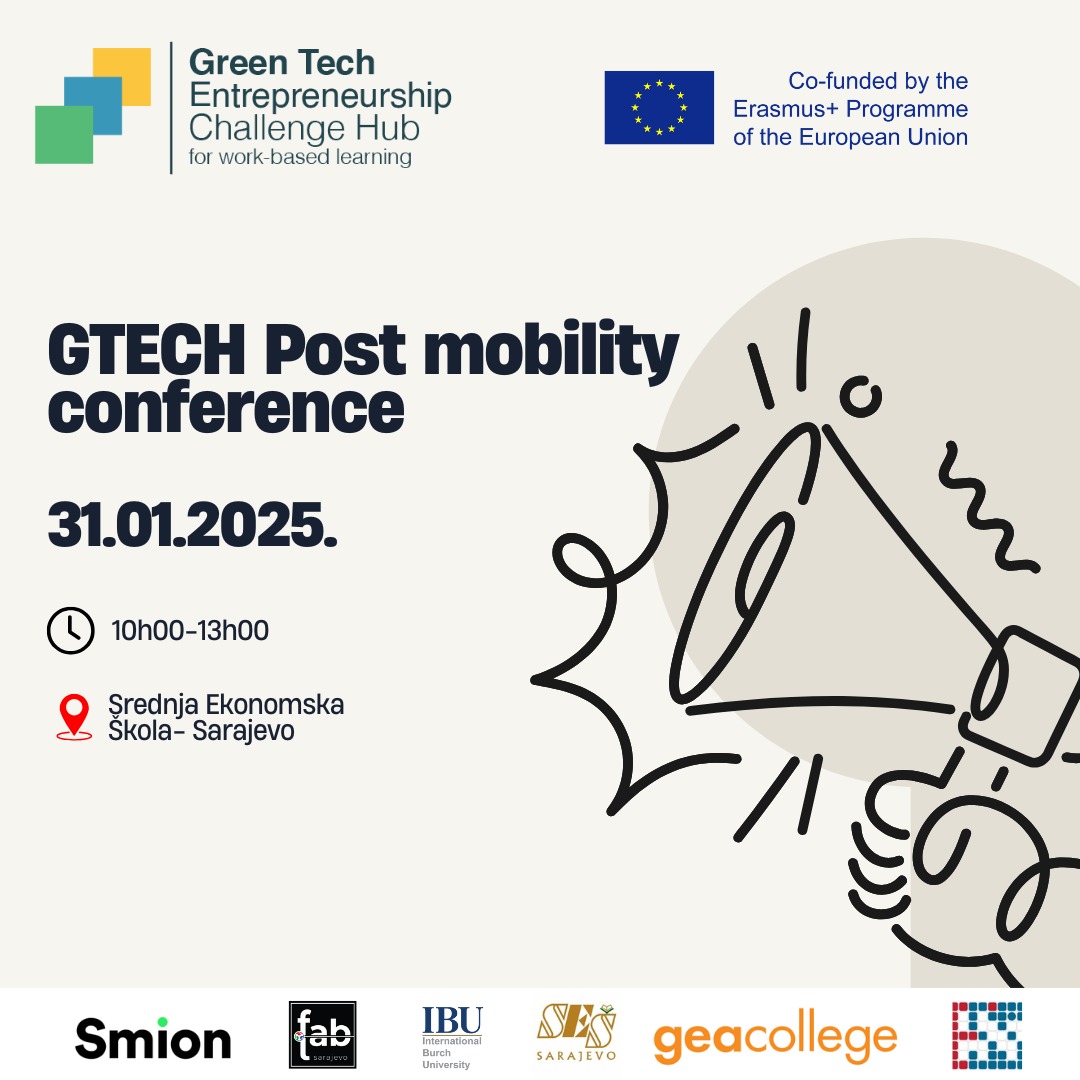 Green Tech
Entrepreneurship
Challenge Hub
for work-based learning
Co-funded by the
Erasmus+ Programme
of the European Union
GTECH Post mobility
conference
31.01.2025.
10h00-13h00
Srednja Ekonomska
Škola- Sarajevo
Smion
fab
sarajevo
IBU
International
Burch
University
SEŠ
SARAJEVO
geacollege